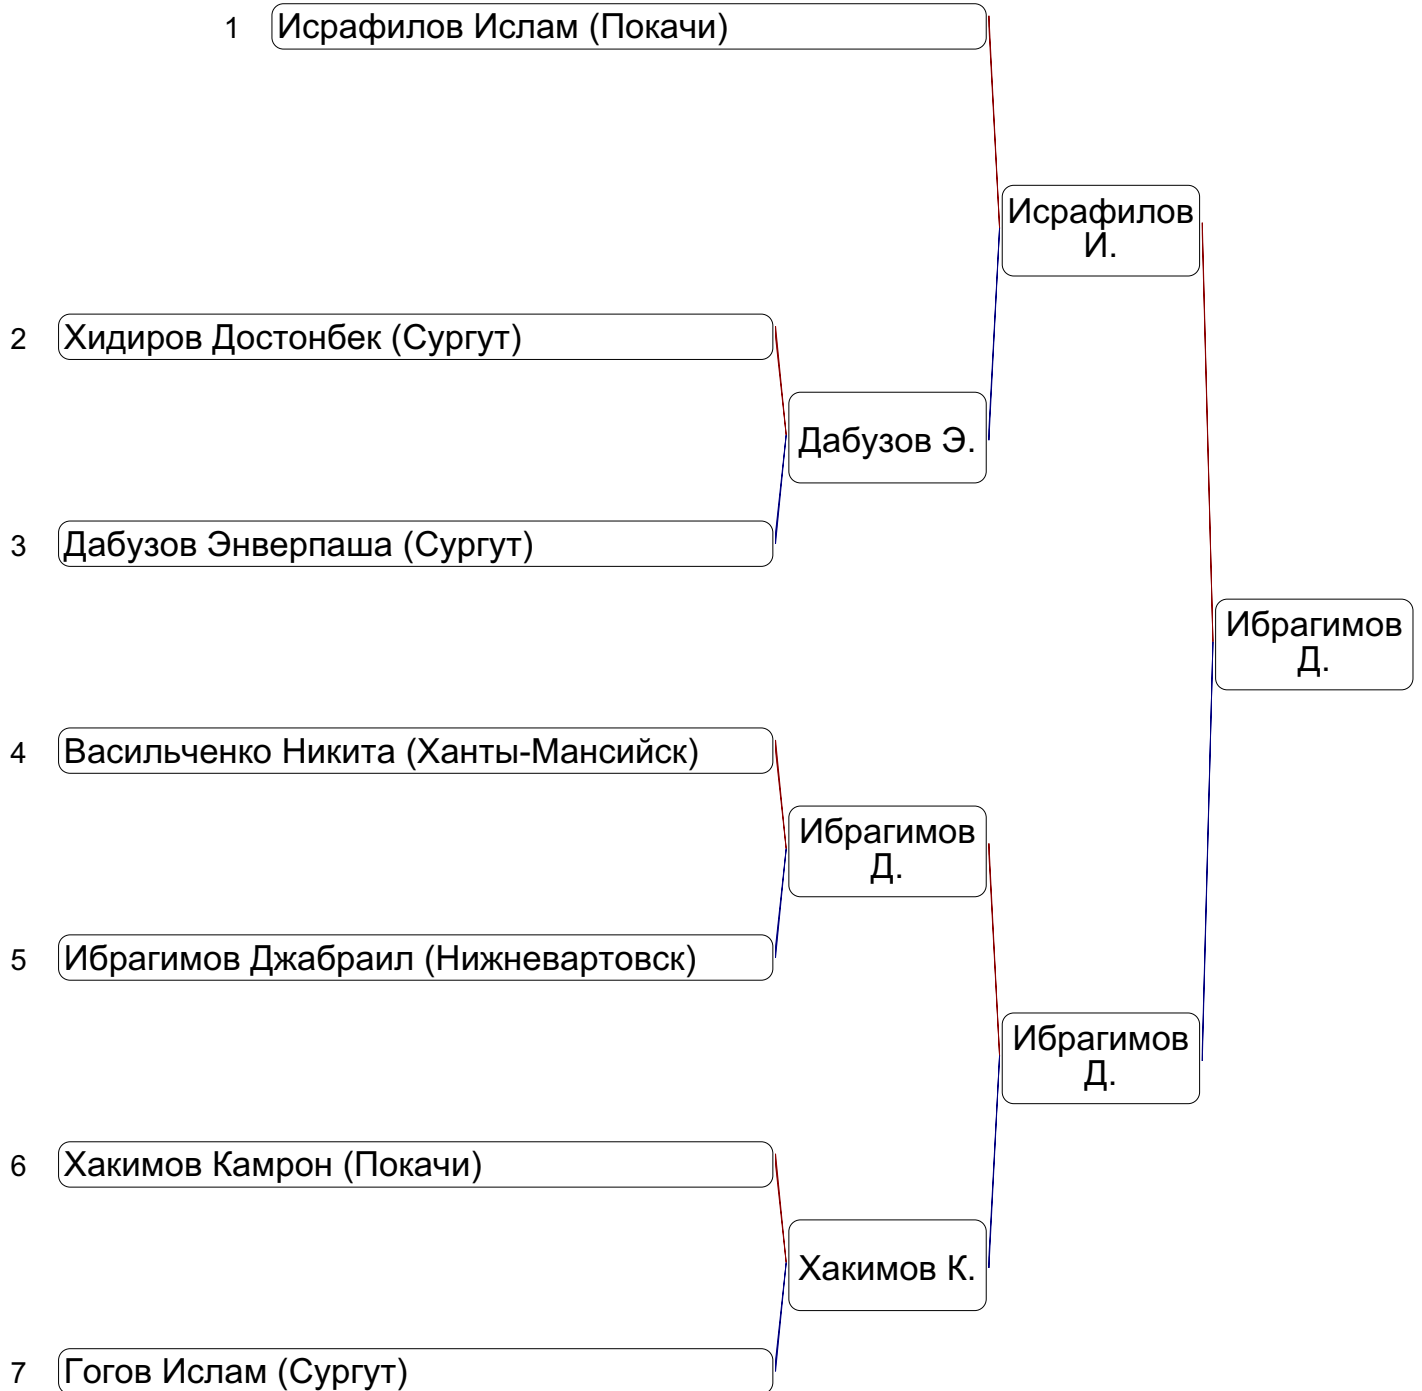 1 Исрафилов Ислам (Покачи)
Исрафилов
И.
2 Хидиров Достонбек (Сургут)
Дабузов Э.
3 Дабузов Энверпаша (Сургут)
Ибрагимов
Д.
4 Васильченко Никита (Ханты-Мансийск)
Ибрагимов
Д.
5 Ибрагимов Джабраил (Нижневартовск)
Ибрагимов
Д.
6 Хакимов Камрон (Покачи)
Хакимов К.
7 Гогов Ислам (Сургут)